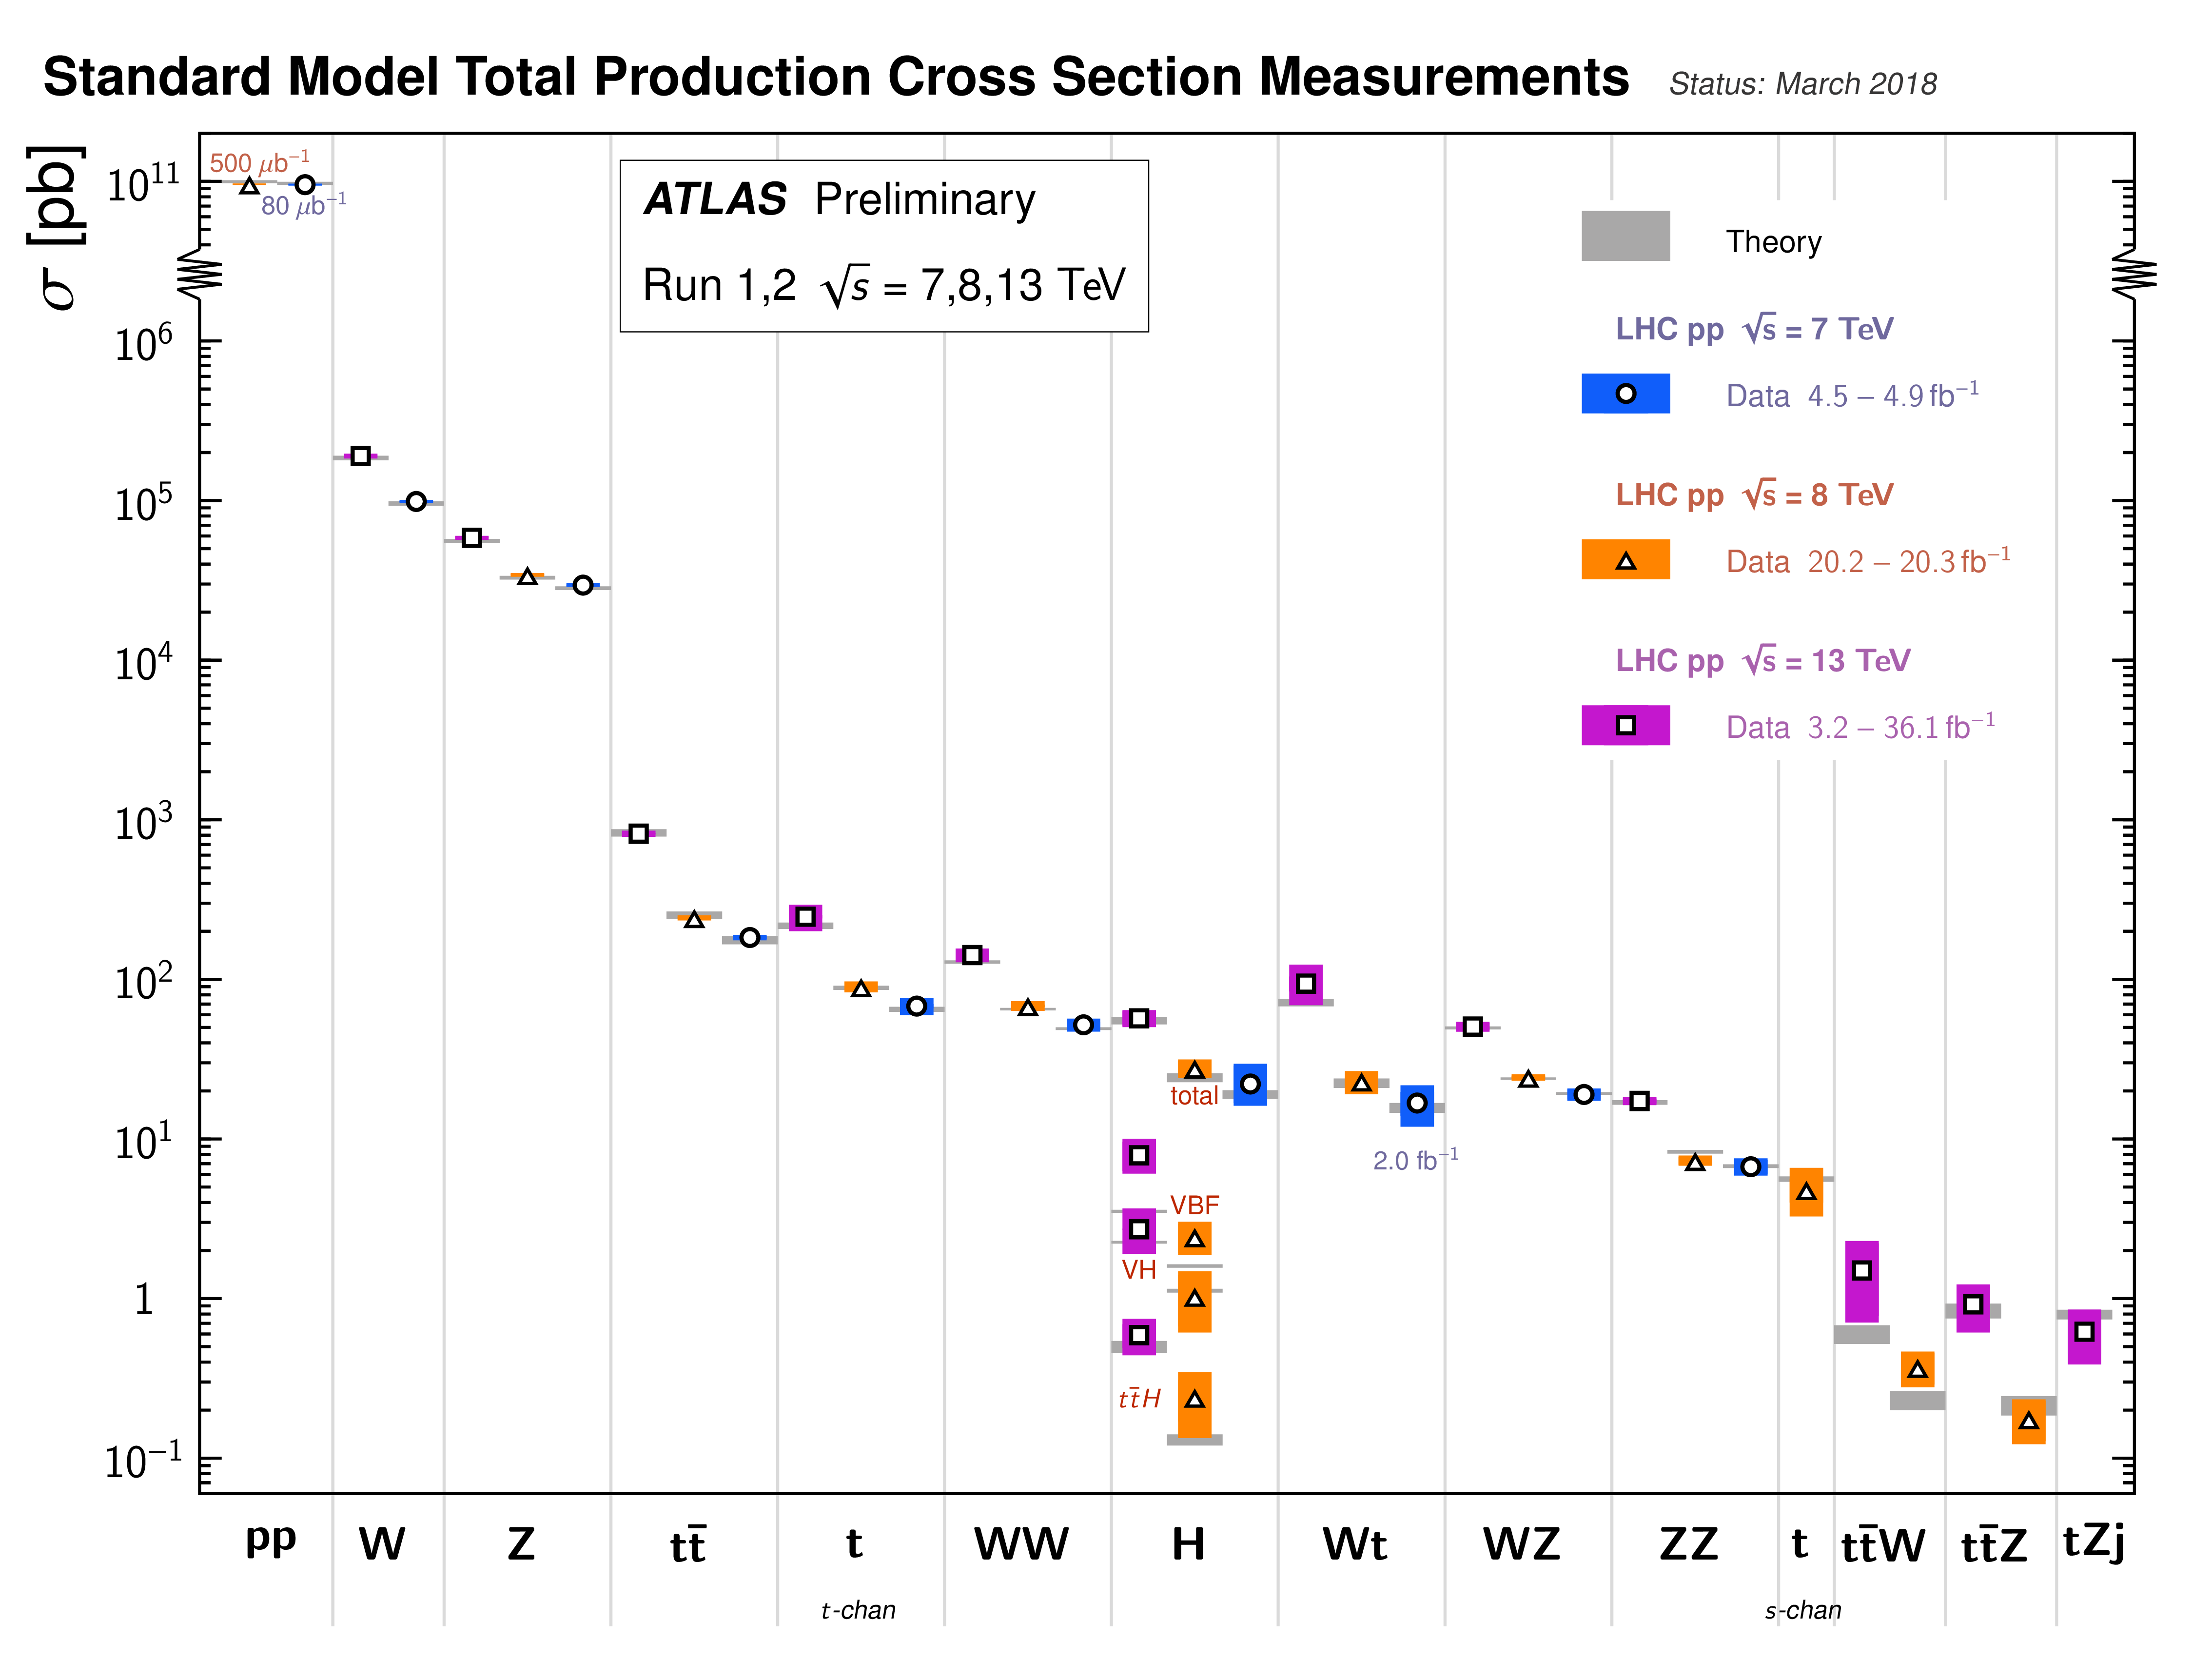 Standard Model Total Production Cross Section Measurements Status: March 2018
σ [pb]
10¹¹
10⁶
10⁵
10⁴
10³
10²
10¹
1
10⁻¹
500 μb⁻¹
80 μb⁻¹
ATLAS Preliminary
Run 1,2 √s = 7,8,13 TeV
Theory
LHC pp √s = 7 TeV
Data 4.5 – 4.9 fb⁻¹
LHC pp √s = 8 TeV
Data 20.2 – 20.3 fb⁻¹
LHC pp √s = 13 TeV
Data 3.2 – 36.1 fb⁻¹
total
2.0 fb⁻¹
VBF
VH
tt̄H
pp W Z tt̄ t WW H Wt WZ ZZ t tt̄W tt̄Z tZj
t-chan s-chan